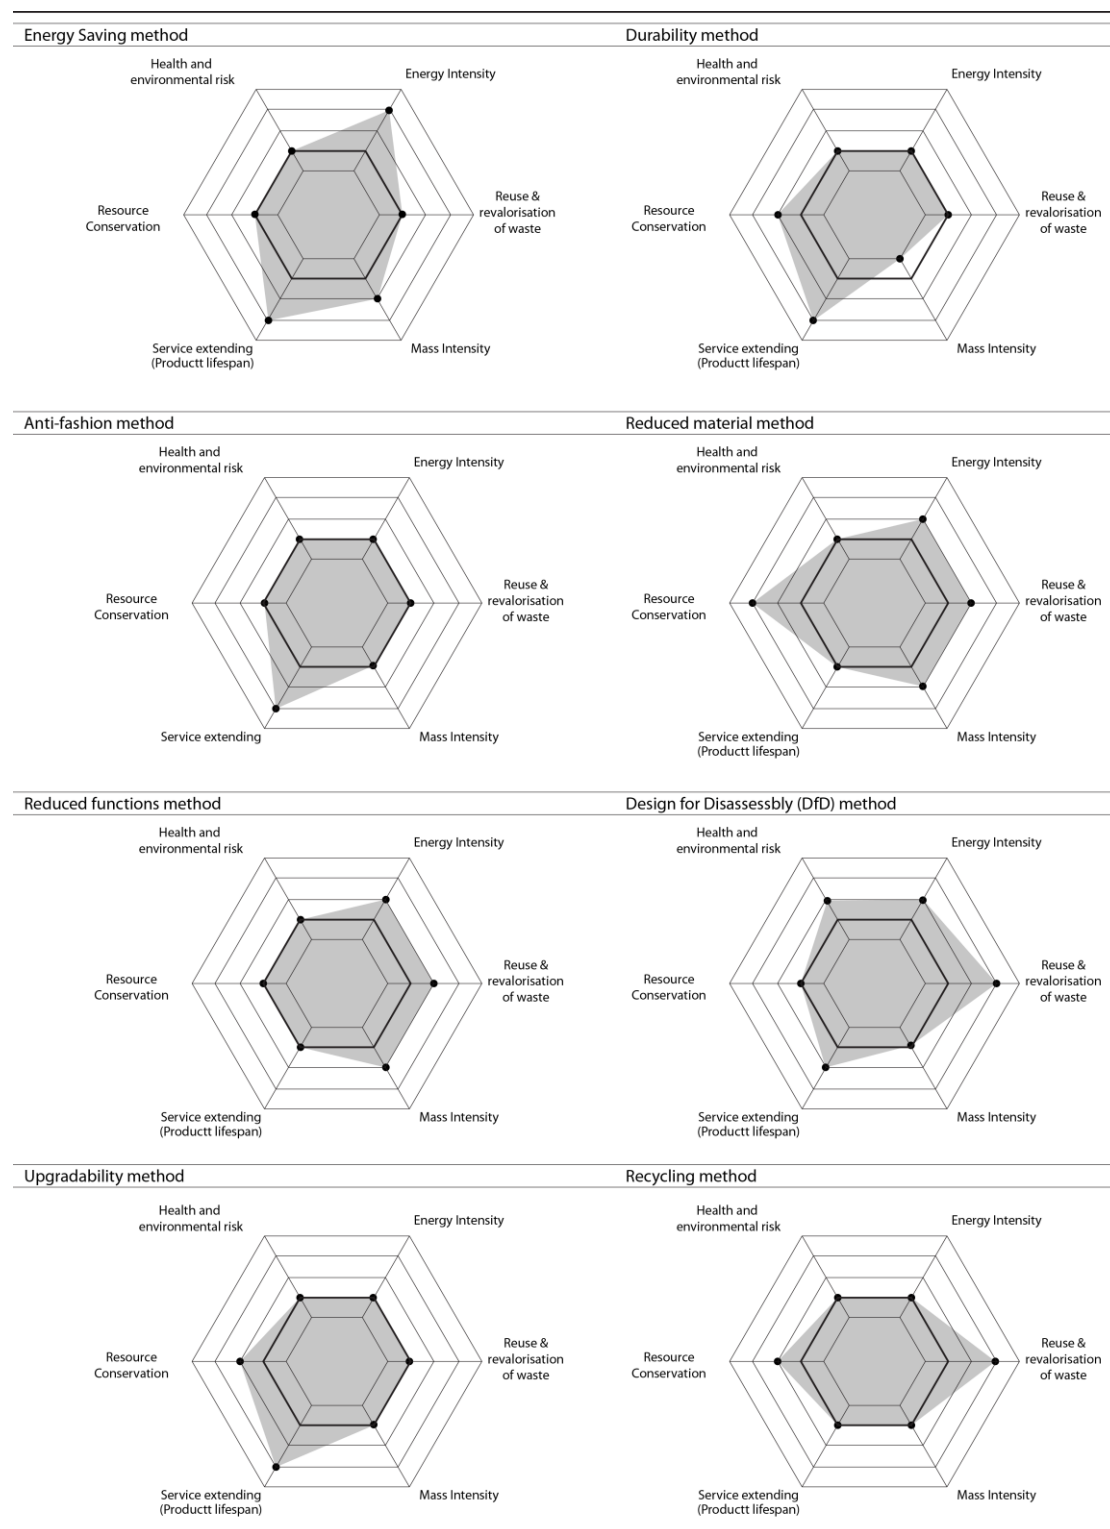 Energy Saving method
Durability method
Health and
environmental risk
Energy Intensity
Reuse &
revalorisation
of waste
Resource
Conservation
Service extending
(Productt lifespan)
Mass Intensity
Health and
environmental risk
Energy Intensity
Reuse &
revalorisation
of waste
Resource
Conservation
Service extending
(Productt lifespan)
Mass Intensity
Anti-fashion method
Reduced material method
Health and
environmental risk
Energy Intensity
Reuse &
revalorisation
of waste
Resource
Conservation
Service extending
Mass Intensity
Health and
environmental risk
Energy Intensity
Reuse &
revalorisation
of waste
Resource
Conservation
Service extending
(Productt lifespan)
Mass Intensity
Reduced functions method
Design for Disassessbly (DfD) method
Health and
environmental risk
Energy Intensity
Reuse &
revalorisation
of waste
Resource
Conservation
Service extending
(Productt lifespan)
Mass Intensity
Health and
environmental risk
Energy Intensity
Reuse &
revalorisation
of waste
Resource
Conservation
Service extending
(Productt lifespan)
Mass Intensity
Upgradability method
Recycling method
Health and
environmental risk
Energy Intensity
Reuse &
revalorisation
of waste
Resource
Conservation
Service extending
(Productt lifespan)
Mass Intensity
Health and
environmental risk
Energy Intensity
Reuse &
revalorisation
of waste
Resource
Conservation
Service extending
(Productt lifespan)
Mass Intensity